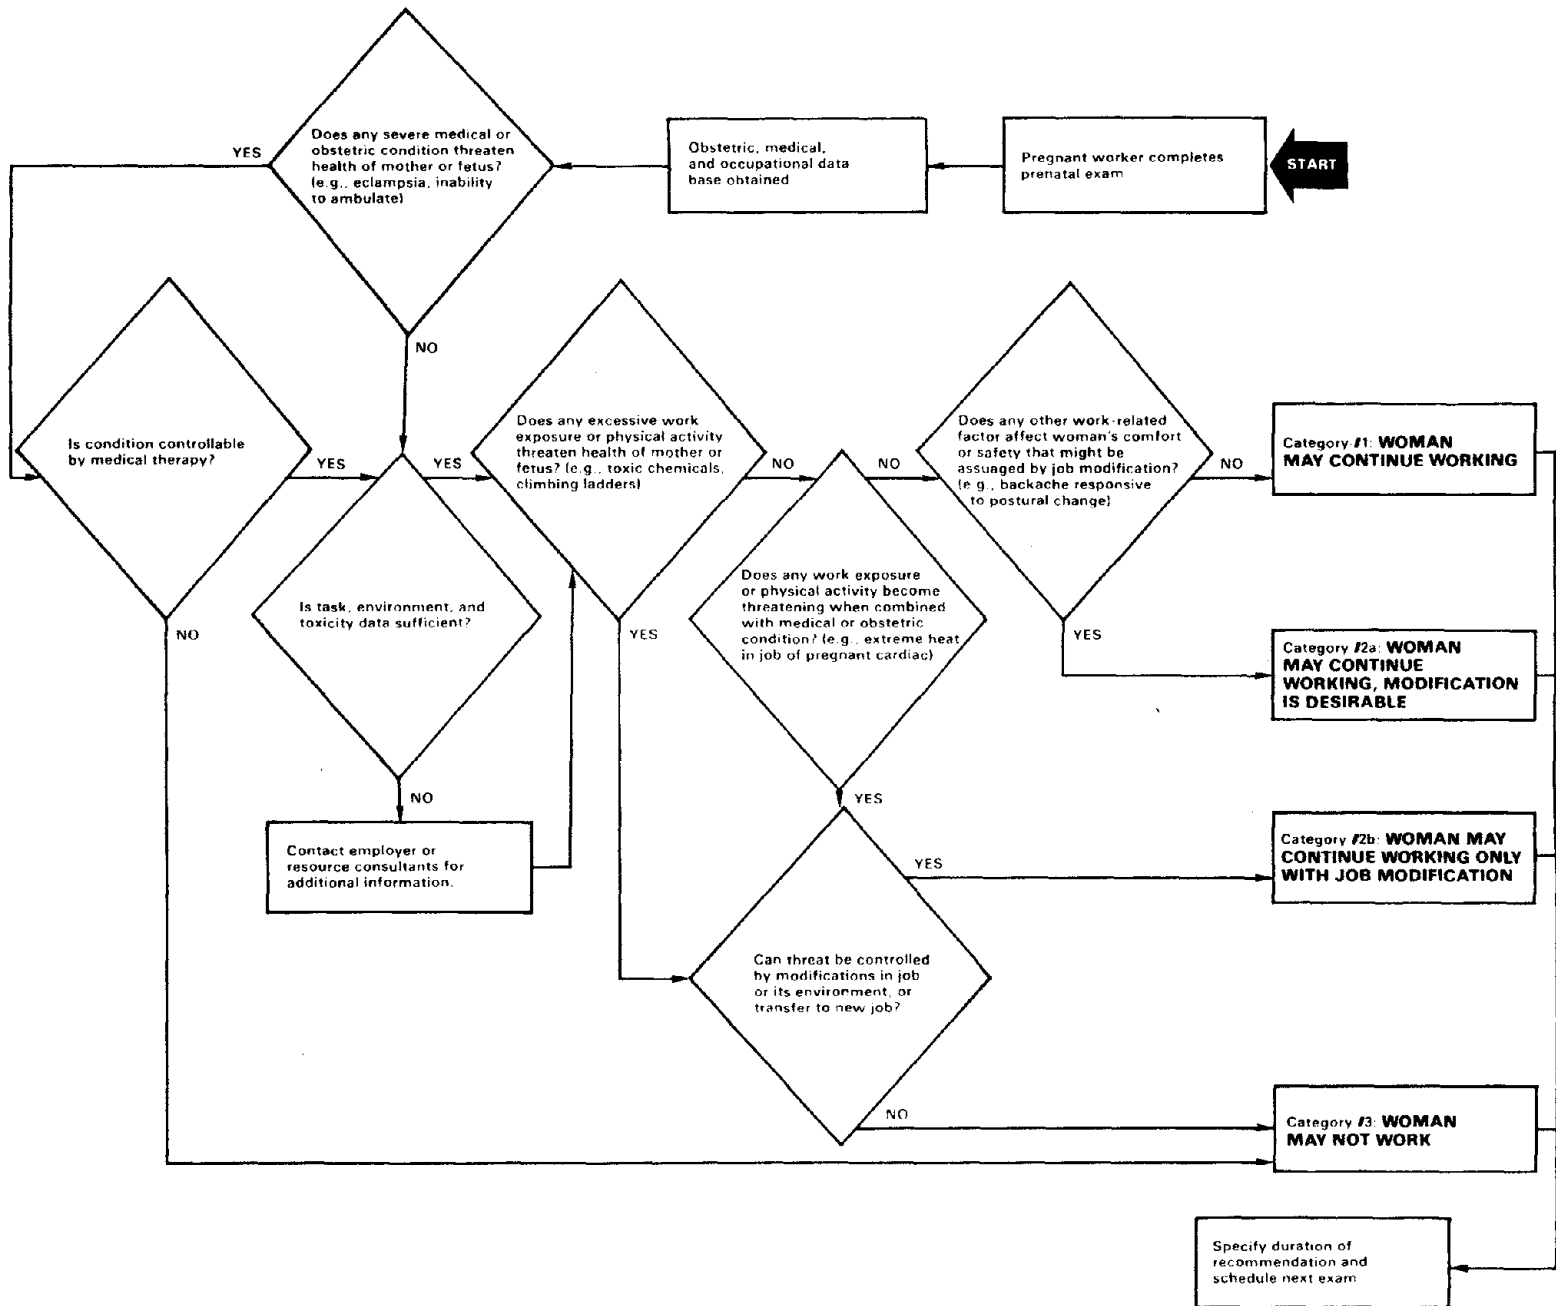 START
Pregnant worker completes
prenatal exam
Obstetric, medical,
and occupational data
base obtained
Does any severe medical or
obstetric condition threaten
health of mother or fetus?
(e.g., eclampsia, inability
to ambulate)
YES
NO
Is condition controllable
by medical therapy?
YES
NO
Is task, environment, and
toxicity data sufficient?
YES
NO
Contact employer or
resource consultants for
additional information.
Does any excessive work
exposure or physical activity
threaten health of mother or
fetus? (e.g., toxic chemicals,
climbing ladders)
NO
YES
Does any work exposure
or physical activity become
threatening when combined
with medical or obstetric
condition? (e.g., extreme heat
in job of pregnant cardiac)
NO
YES
Does any other work-related
factor affect woman's comfort
or safety that might be
assuaged by job modification?
(e.g., backache responsive
to postural change)
NO
YES
Can threat be controlled
by modifications in job
or its environment, or
transfer to new job?
YES
NO
Category #1: WOMAN
MAY CONTINUE WORKING
Category #2a: WOMAN
MAY CONTINUE
WORKING, MODIFICATION
IS DESIRABLE
Category #2b: WOMAN MAY
CONTINUE WORKING ONLY
WITH JOB MODIFICATION
Category #3: WOMAN
MAY NOT WORK
Specify duration of
recommendation and
schedule next exam